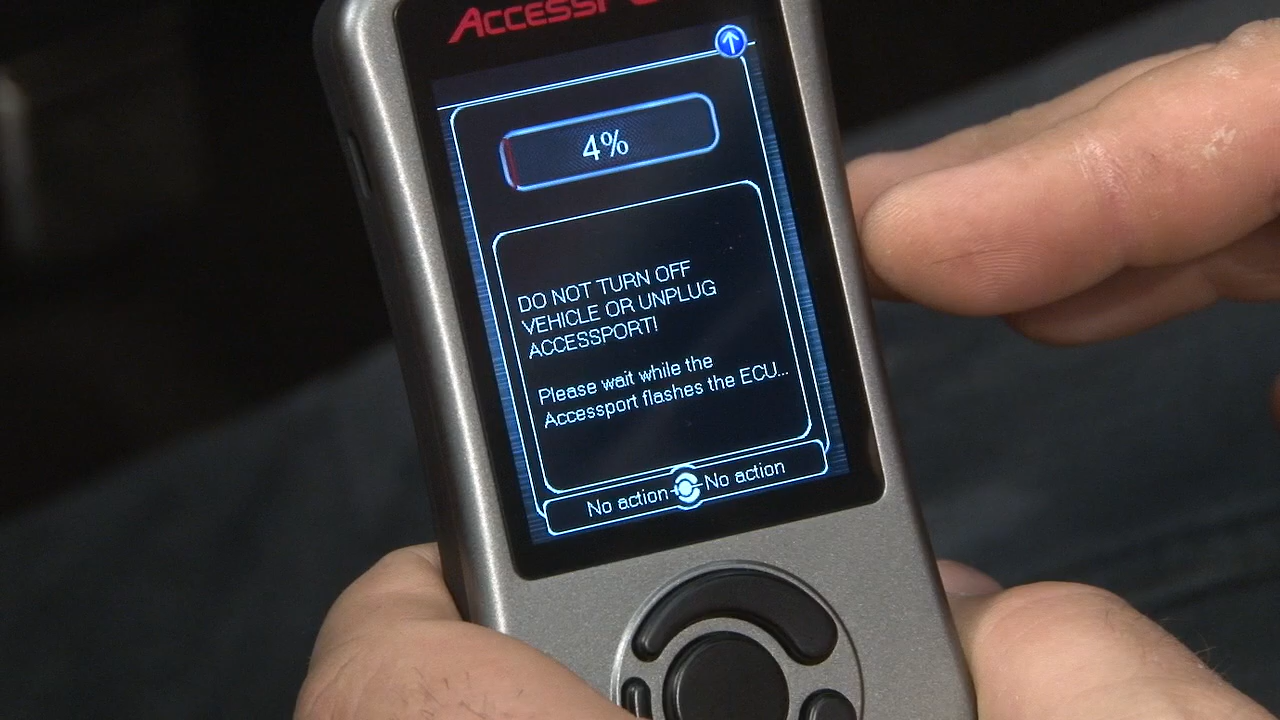 4%
DO NOT TURN OFF
VEHICLE OR UNPLUG
ACCESSPORT!
Please wait while the
Accessport flashes the ECU...
No action No action